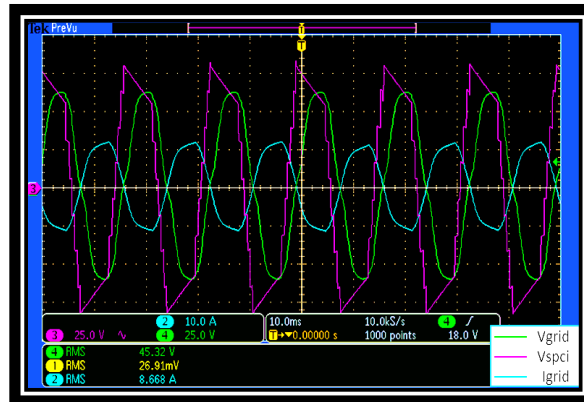 Tek PreVu
T
3
2 10.0 A
3 25.0 V 4 25.0 V
10.0ms 10.0kS/s 4
T→▼0.00000 s 1000 points 18.0 V
4 RMS 45.32 V
1 RMS 26.91mV
2 RMS 8.668 A
Vgrid
Vspci
Igrid